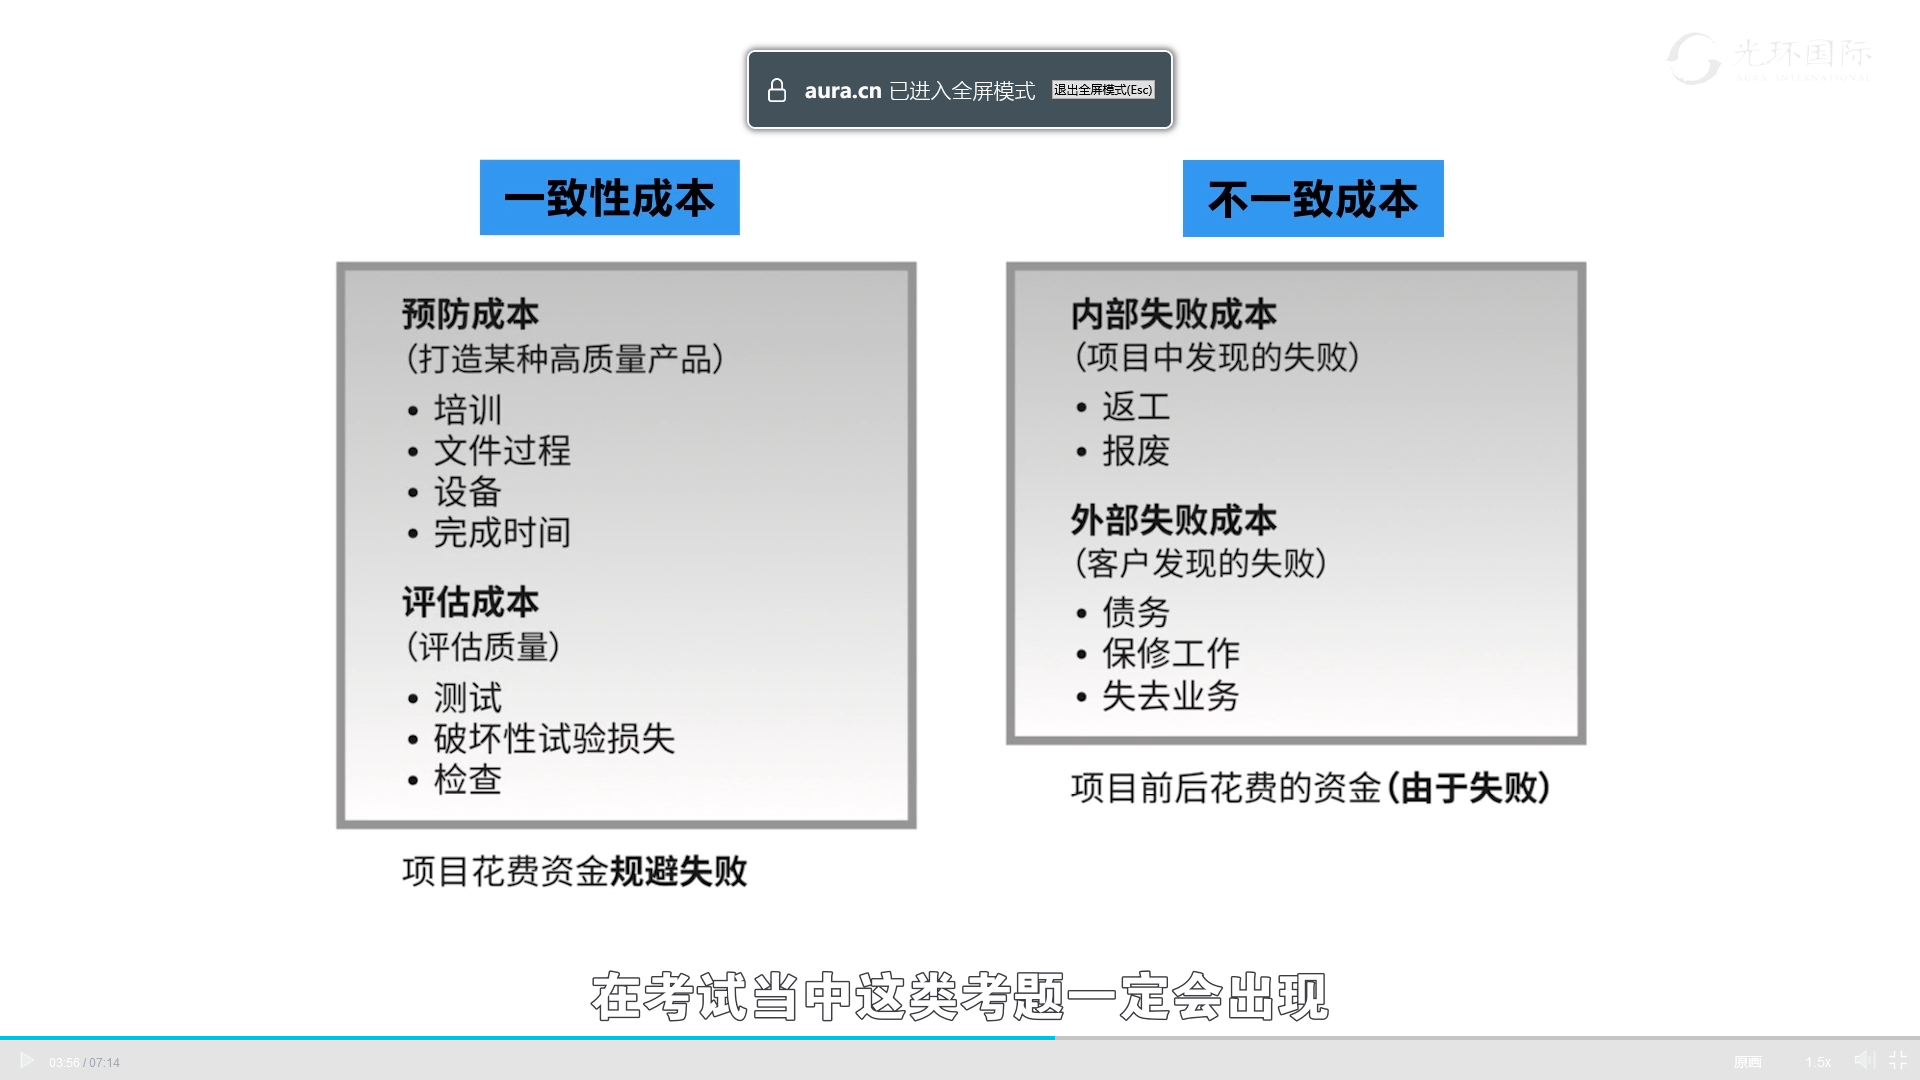 光环国际
AURA INTERNATIONAL
aura.cn 已进入全屏模式 退出全屏模式(Esc)
一致性成本
预防成本
（打造某种高质量产品）
• 培训
• 文件过程
• 设备
• 完成时间
评估成本
（评估质量）
• 测试
• 破坏性试验损失
• 检查
项目花费资金规避失败
不一致成本
内部失败成本
（项目中发现的失败）
• 返工
• 报废
外部失败成本
（客户发现的失败）
• 债务
• 保修工作
• 失去业务
项目前后花费的资金（由于失败）
在考试当中这类考题一定会出现
03:56 / 07:14
原画
1.5x